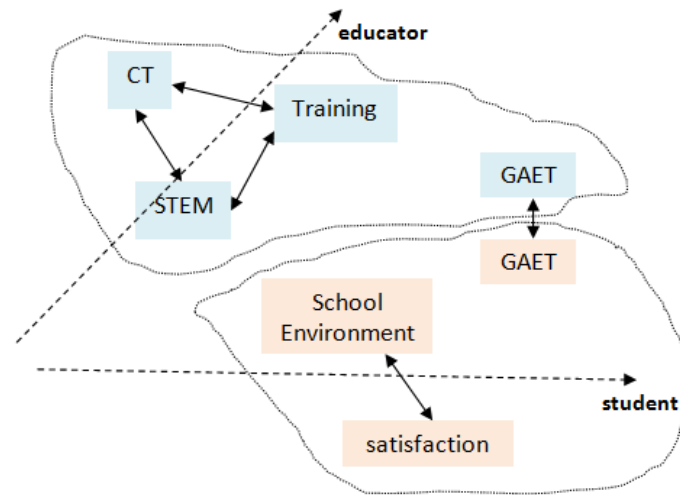 educator
CT
Training
STEM
GAET
GAET
School
Environment
student
satisfaction